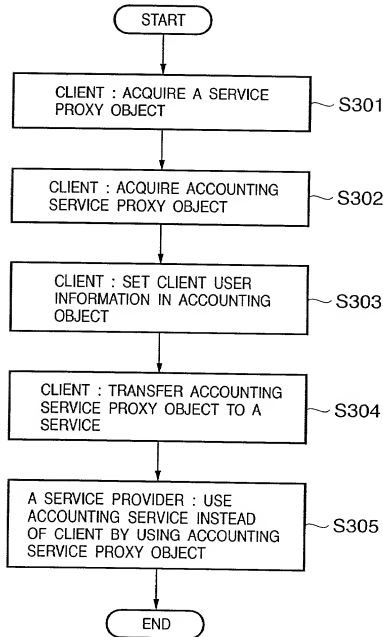 START
CLIENT : ACQUIRE A SERVICE
PROXY OBJECT
S301
CLIENT : ACQUIRE ACCOUNTING
SERVICE PROXY OBJECT
S302
CLIENT : SET CLIENT USER
INFORMATION IN ACCOUNTING
OBJECT
S303
CLIENT : TRANSFER ACCOUNTING
SERVICE PROXY OBJECT TO A
SERVICE
S304
A SERVICE PROVIDER : USE
ACCOUNTING SERVICE INSTEAD
OF CLIENT BY USING ACCOUNTING
SERVICE PROXY OBJECT
S305
END